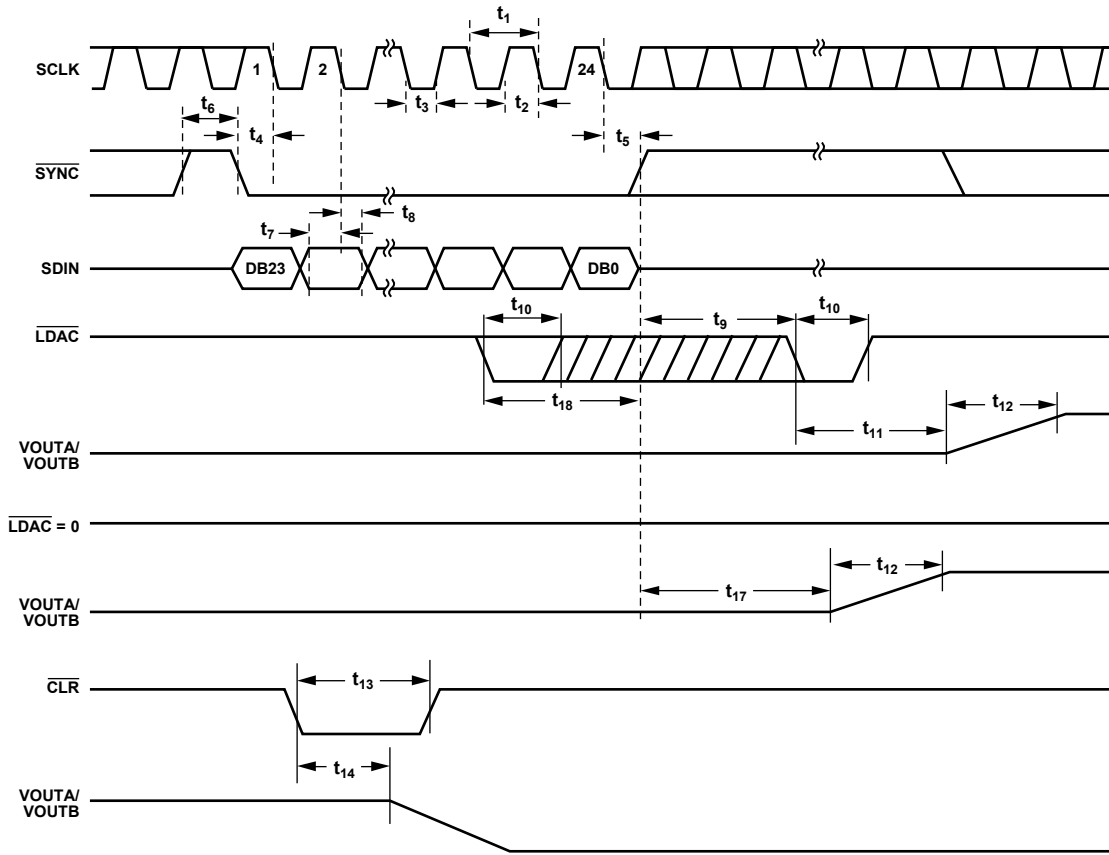 t1
SCLK
1
2
24
t3
t2
t6
t4
t5
SYNC
t7
t8
SDIN
DB23
DB0
LDAC
t10
t9
t10
t18
t11
t12
VOUTA/
VOUTB
LDAC = 0
t17
t12
VOUTA/
VOUTB
CLR
t13
t14
VOUTA/
VOUTB